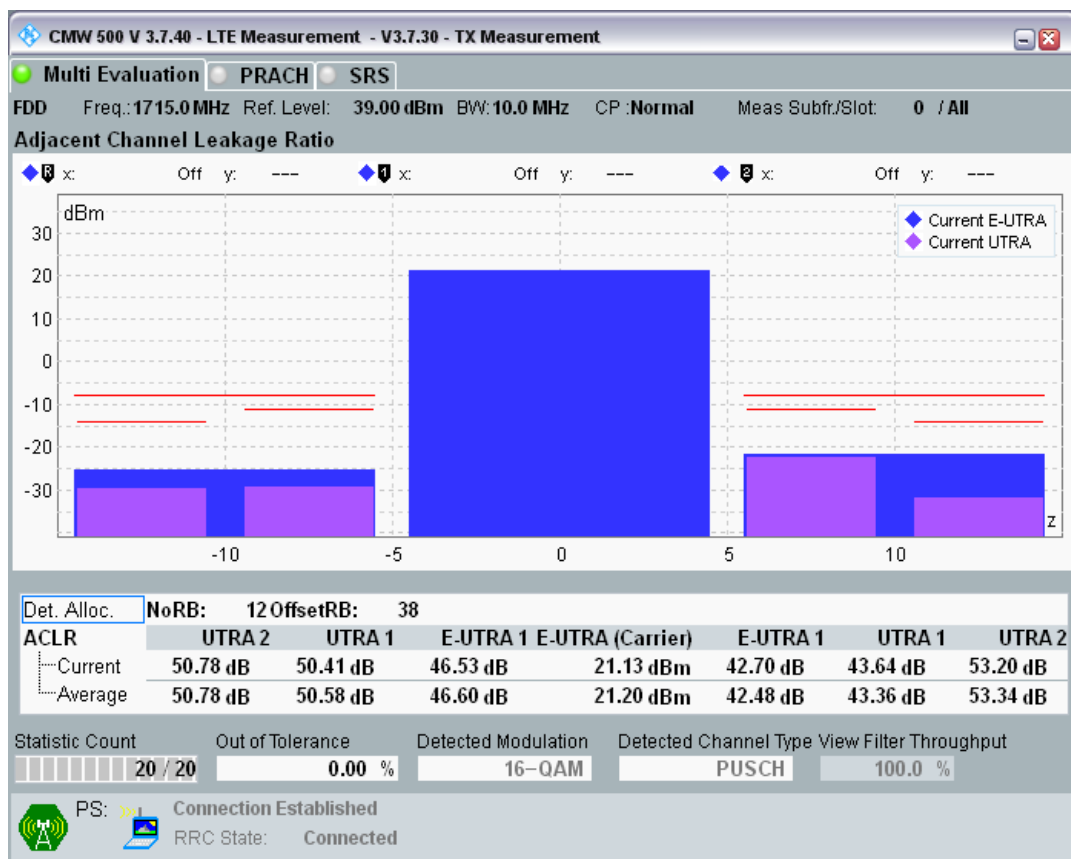 CMW 500 V 3.7.40 - LTE Measurement - V3.7.30 - TX Measurement
Multi Evaluation PRACH SRS
FDD Freq.: 1715.0 MHz Ref. Level: 39.00 dBm BW: 10.0 MHz CP : Normal Meas Subfr./Slot: 0 / All
Adjacent Channel Leakage Ratio
R x: Off y: --- 1 x: Off y: --- 2 x: Off y: ---
dBm
Current E-UTRA
Current UTRA
30
20
10
0
-10
-20
-30
z
-10 -5 0 5 10
Det. Alloc. NoRB: 12 OffsetRB: 38
ACLR UTRA 2 UTRA 1 E-UTRA 1 E-UTRA (Carrier) E-UTRA 1 UTRA 1 UTRA 2
Current 50.78 dB 50.41 dB 46.53 dB 21.13 dBm 42.70 dB 43.64 dB 53.20 dB
Average 50.78 dB 50.58 dB 46.60 dB 21.20 dBm 42.48 dB 43.36 dB 53.34 dB
Statistic Count Out of Tolerance Detected Modulation Detected Channel Type View Filter Throughput
20 / 20 0.00 % 16-QAM PUSCH 100.0 %
PS: Connection Established
RRC State: Connected